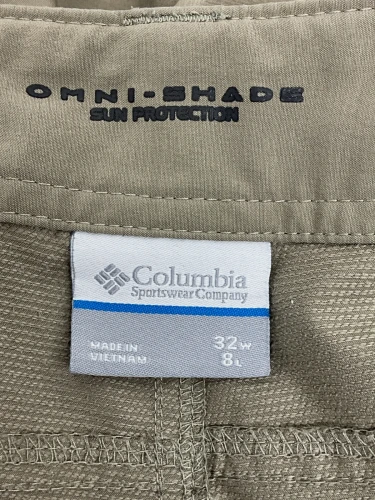 OMNI-SHADE
SUN PROTECTION
Columbia
Sportswear Company
MADE IN
VIETNAM
32W
8L